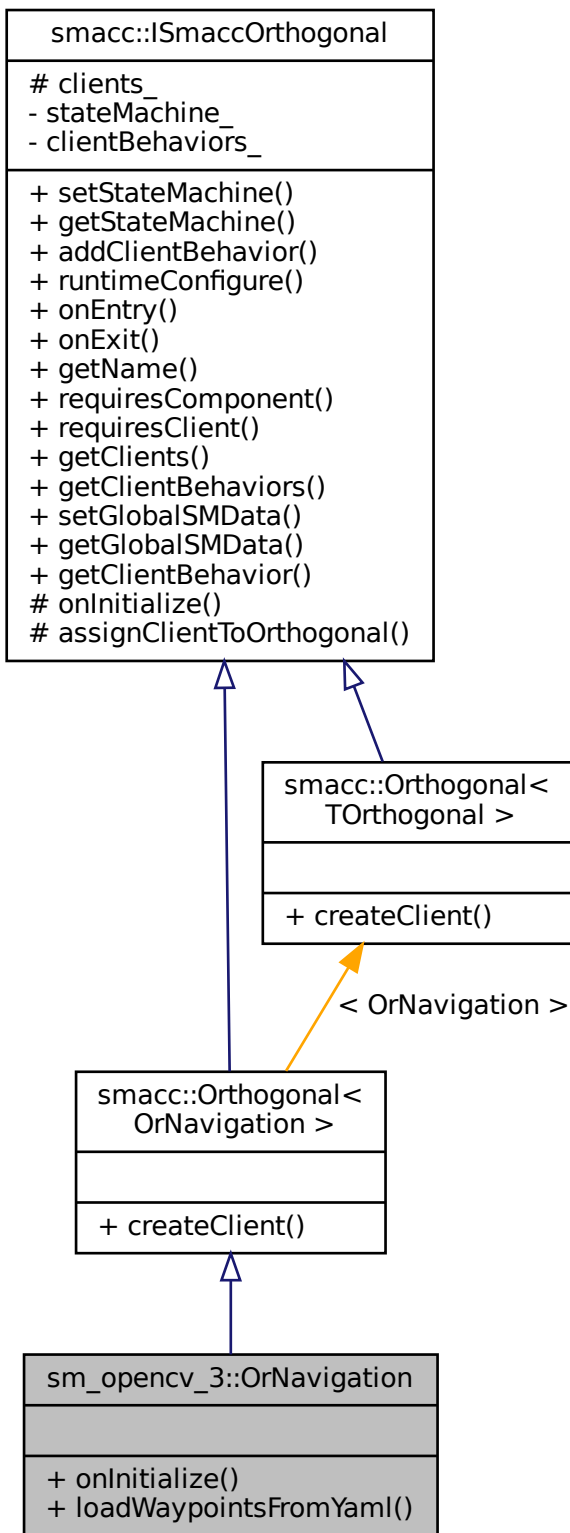 smacc::ISmaccOrthogonal
# clients_
- stateMachine_
- clientBehaviors_
+ setStateMachine()
+ getStateMachine()
+ addClientBehavior()
+ runtimeConfigure()
+ onEntry()
+ onExit()
+ getName()
+ requiresComponent()
+ requiresClient()
+ getClients()
+ getClientBehaviors()
+ setGlobalSMData()
+ getGlobalSMData()
+ getClientBehavior()
# onInitialize()
# assignClientToOrthogonal()
smacc::Orthogonal<
TOrthogonal >
+ createClient()
< OrNavigation >
smacc::Orthogonal<
OrNavigation >
+ createClient()
sm_opencv_3::OrNavigation
+ onInitialize()
+ loadWaypointsFromYaml()